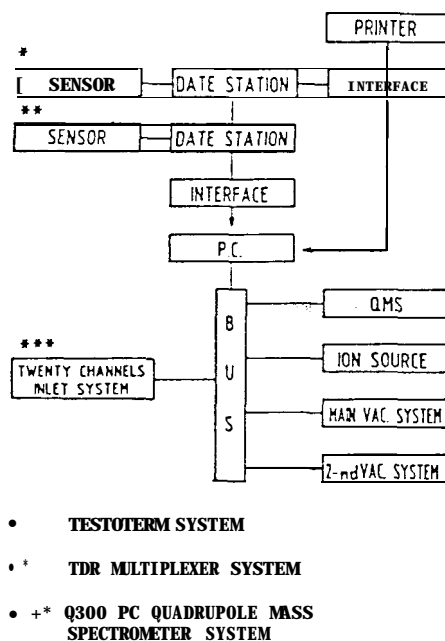 PRINTER
*
[ SENSOR DATE STATION INTERFACE
**
SENSOR DATE STATION
INTERFACE
P.C.
BUS
QMS
***
TWENTY CHANNELS
INLET SYSTEM
ION SOURCE
MAIN VAC. SYSTEM
2-nd VAC. SYSTEM
• TESTOTERM SYSTEM
• * TDR MULTIPLEXER SYSTEM
• +* Q300 PC QUADRUPOLE MASS
SPECTROMETER SYSTEM